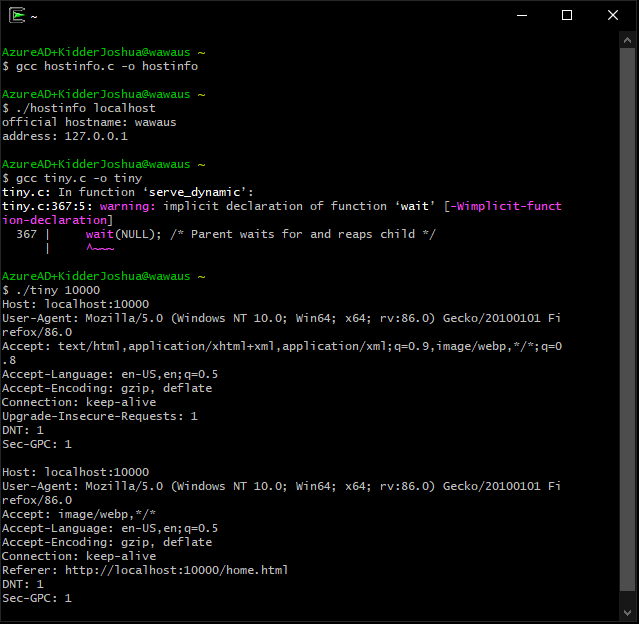 ~
AzureAD+KidderJoshua@wawaus ~
$ gcc hostinfo.c -o hostinfo
AzureAD+KidderJoshua@wawaus ~
$ ./hostinfo localhost
official hostname: wawaus
address: 127.0.0.1
AzureAD+KidderJoshua@wawaus ~
$ gcc tiny.c -o tiny
tiny.c: In function ‘serve_dynamic’:
tiny.c:367:5: warning: implicit declaration of function ‘wait’ [-Wimplicit-funct
ion-declaration]
  367 |     wait(NULL); /* Parent waits for and reaps child */
      |     ^~~~
AzureAD+KidderJoshua@wawaus ~
$ ./tiny 10000
Host: localhost:10000
User-Agent: Mozilla/5.0 (Windows NT 10.0; Win64; x64; rv:86.0) Gecko/20100101 Fi
refox/86.0
Accept: text/html,application/xhtml+xml,application/xml;q=0.9,image/webp,*/*;q=0
.8
Accept-Language: en-US,en;q=0.5
Accept-Encoding: gzip, deflate
Connection: keep-alive
Upgrade-Insecure-Requests: 1
DNT: 1
Sec-GPC: 1
Host: localhost:10000
User-Agent: Mozilla/5.0 (Windows NT 10.0; Win64; x64; rv:86.0) Gecko/20100101 Fi
refox/86.0
Accept: image/webp,*/*
Accept-Language: en-US,en;q=0.5
Accept-Encoding: gzip, deflate
Connection: keep-alive
Referer: http://localhost:10000/home.html
DNT: 1
Sec-GPC: 1